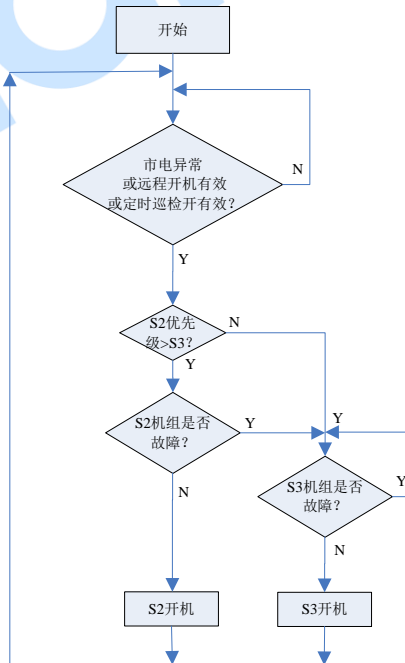 开始
市电异常
或远程开机有效
或定时巡检开有效?
N
Y
S2优先
级>S3?
N
Y
S2机组是否
故障?
Y
Y
N
S3机组是否
故障?
Y
N
S2开机
S3开机